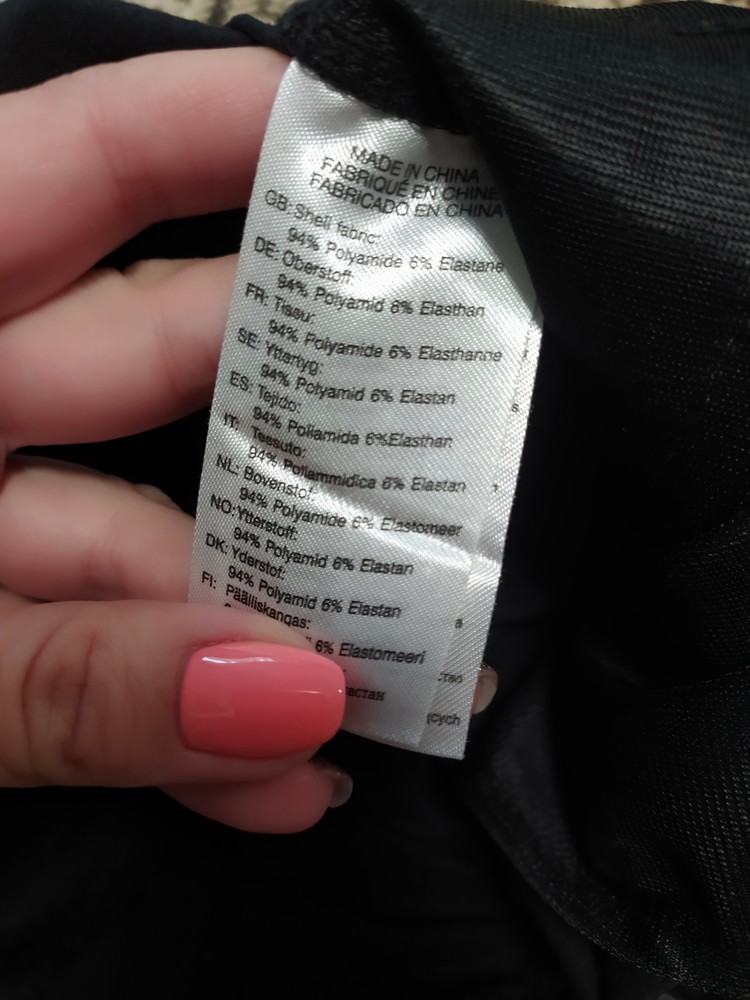 MADE IN CHINA
FABRIQUÉ EN CHINE
FABRICADO EN CHINA
GB: Shell fabric:
94% Polyamide 6% Elastane
DE: Oberstoff:
94% Polyamid 6% Elasthan
FR: Tissu:
94% Polyamide 6% Elasthanne
SE: Yttertyg:
94% Polyamid 6% Elastan
ES: Tejido:
94% Poliamida 6%Elasthan
IT: Tessuto:
94% Poliammidica 6% Elastan
NL: Bovenstof:
94% Polyamide 6% Elastomeer
NO: Ytterstoff:
94% Polyamid 6% Elastan
DK: Yderstof:
94% Polyamid 6% Elastan
FI: Päälliskangas:
6% Elastomeeri